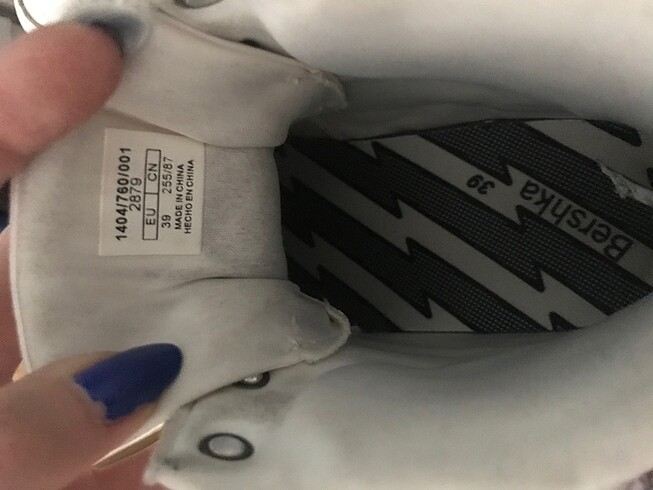 1404/760/001
2879
EU CN
39 255/87
MADE IN CHINA
HECHO EN CHINA
Bershka
39